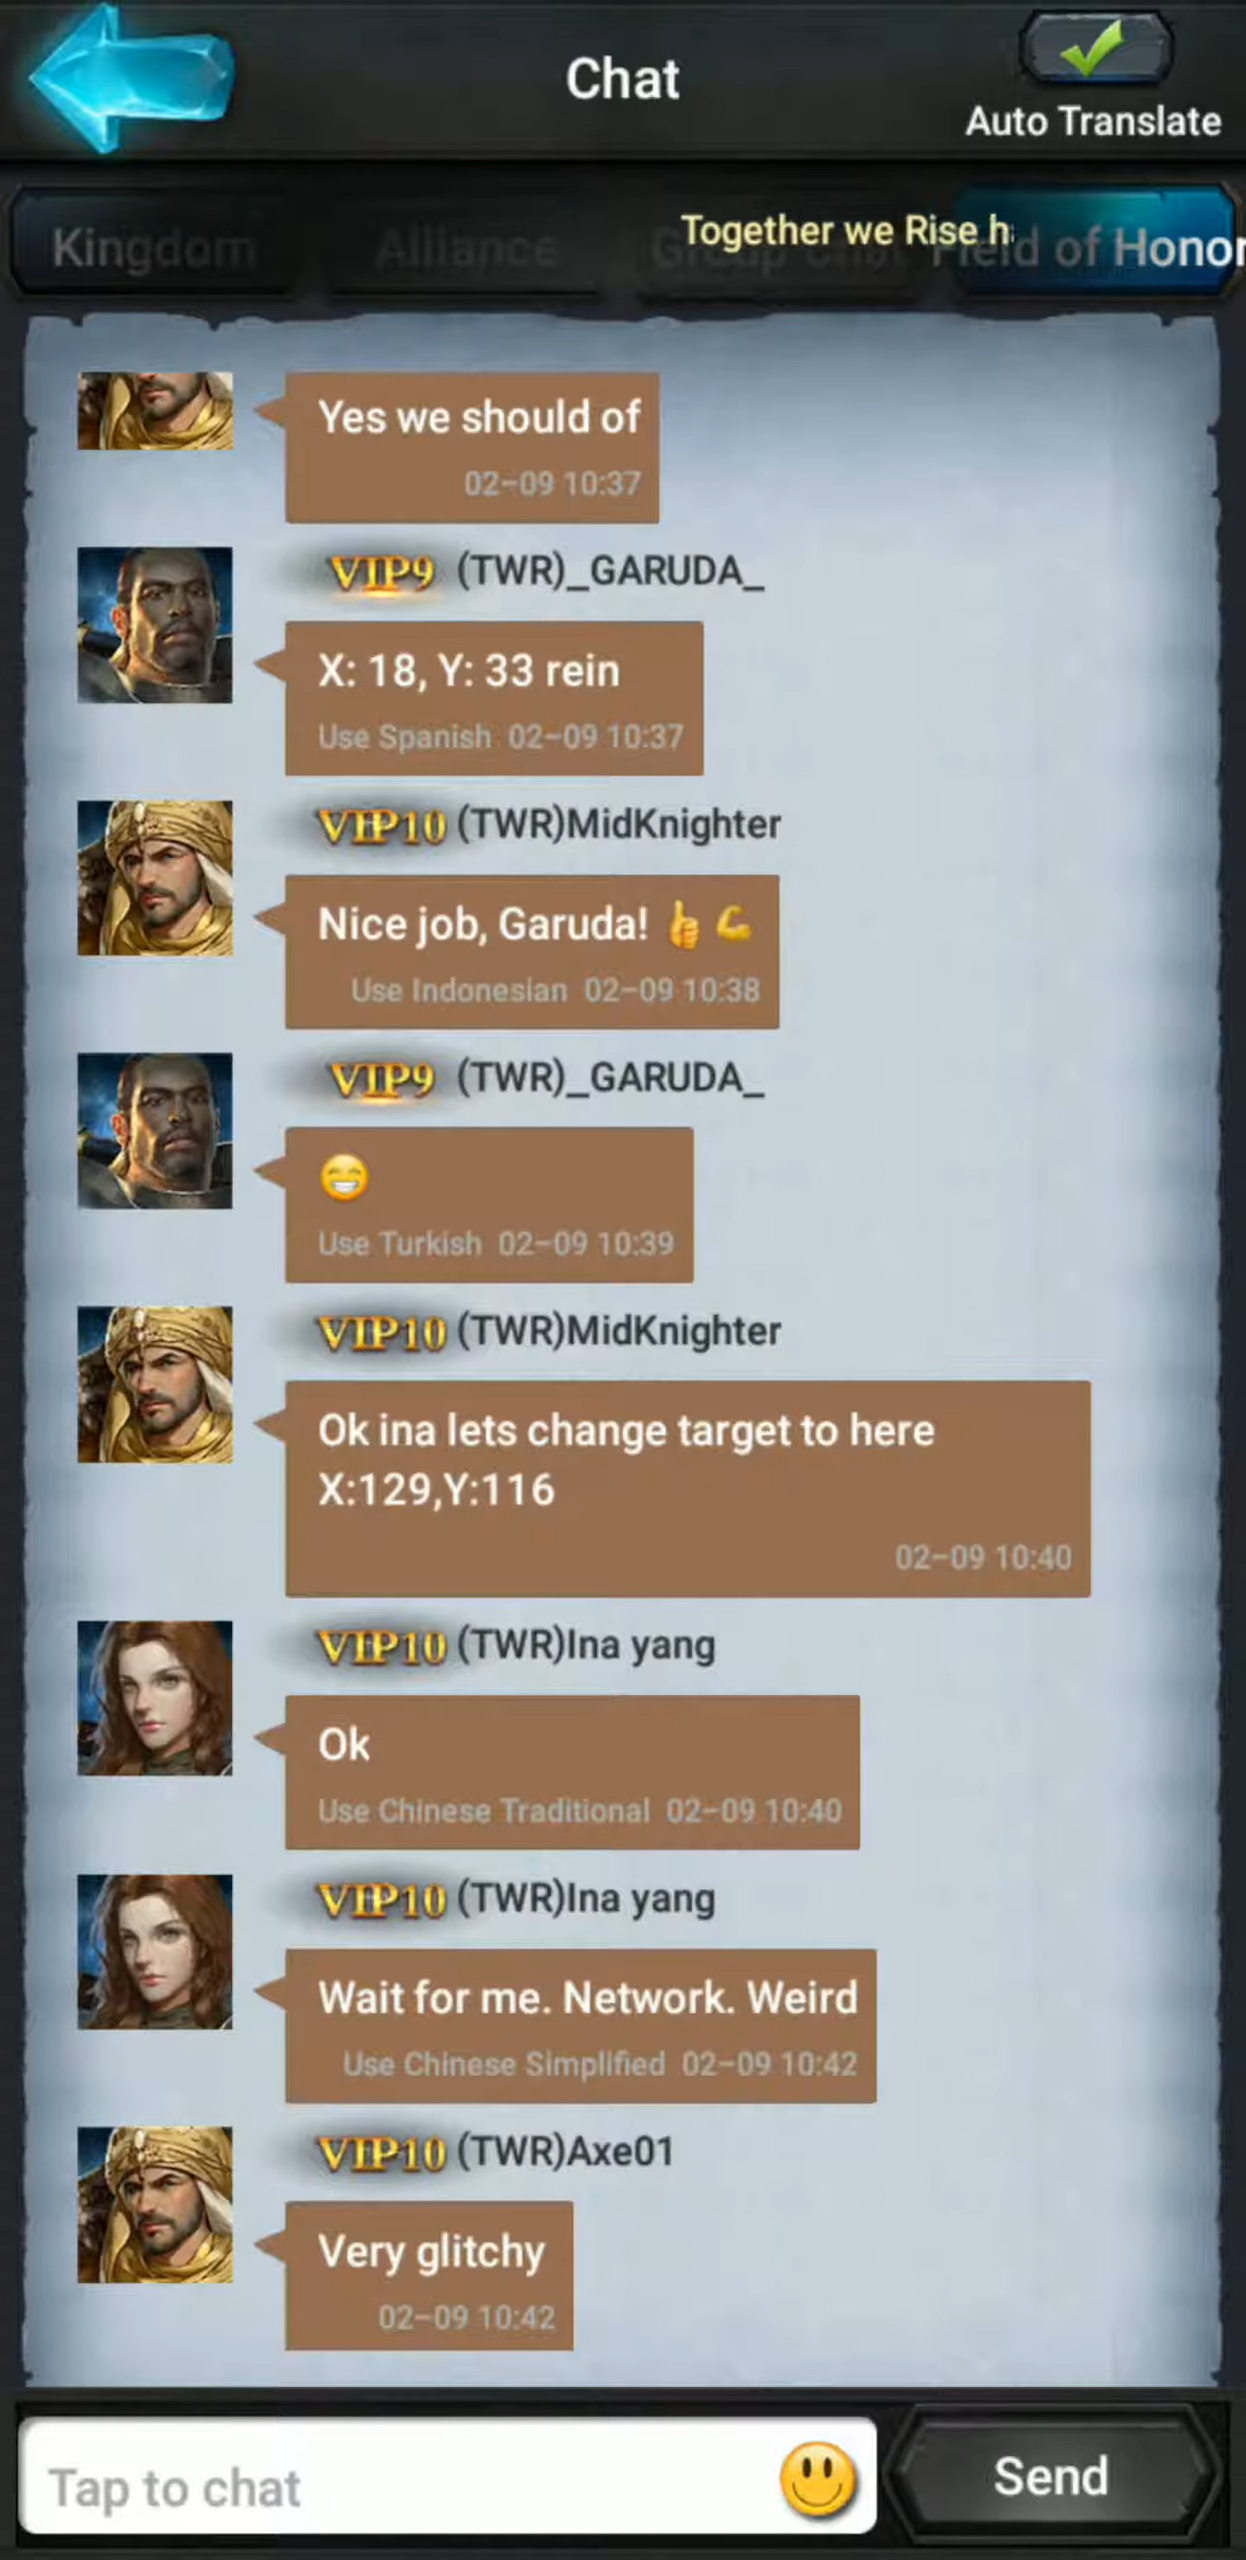 Chat
Auto Translate
Kingdom
Alliance
Group Chat
Field of Honor
Together we Rise h
Yes we should of
02-09 10:37
VIP9 (TWR)_GARUDA_
X: 18, Y: 33 rein
Use Spanish 02-09 10:37
VIP10 (TWR)MidKnighter
Nice job, Garuda! 👍 💪
Use Indonesian 02-09 10:38
VIP9 (TWR)_GARUDA_
😁
Use Turkish 02-09 10:39
VIP10 (TWR)MidKnighter
Ok ina lets change target to here
X:129,Y:116
02-09 10:40
VIP10 (TWR)Ina yang
Ok
Use Chinese Traditional 02-09 10:40
VIP10 (TWR)Ina yang
Wait for me. Network. Weird
Use Chinese Simplified 02-09 10:42
VIP10 (TWR)Axe01
Very glitchy
02-09 10:42
Tap to chat
Send